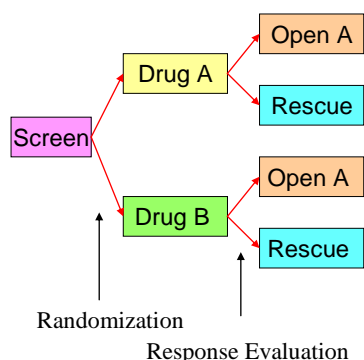 Open A
Drug A
Rescue
Screen
Open A
Drug B
Rescue
Randomization
Response Evaluation